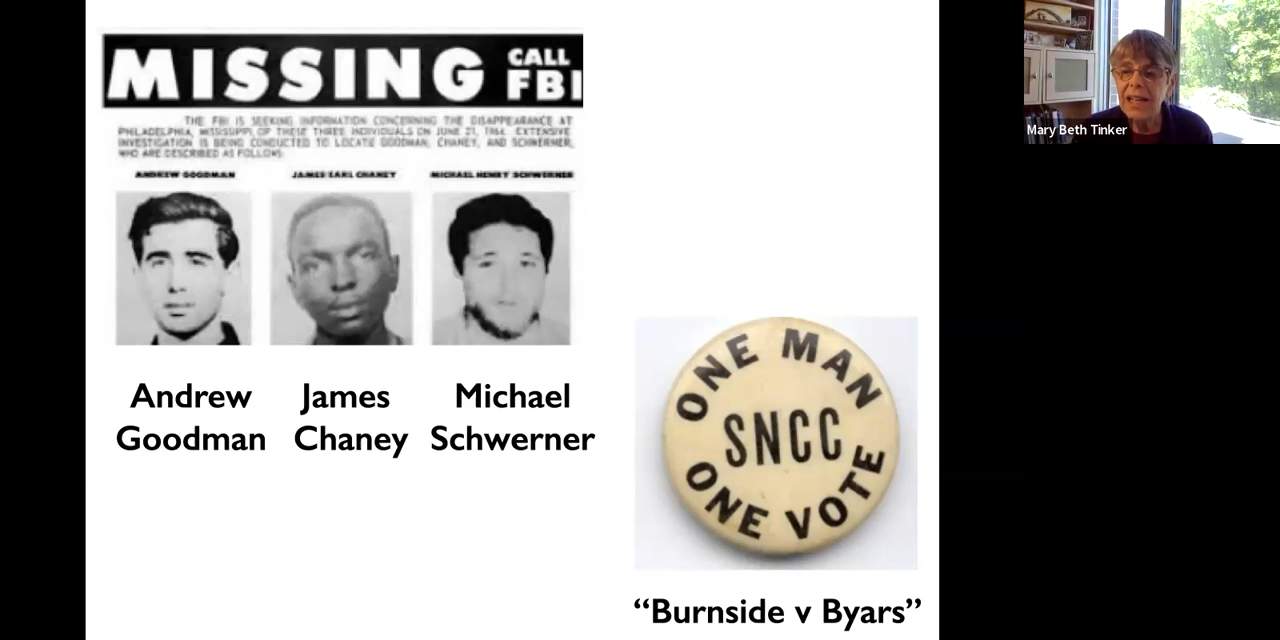 MISSING CALL FBI
THE FBI IS SEEKING INFORMATION CONCERNING THE DISAPPEARANCE AT
PHILADELPHIA, MISSISSIPPI, OF THESE THREE INDIVIDUALS ON JUNE 21, 1964. EXTENSIVE
INVESTIGATION IS BEING CONDUCTED TO LOCATE GOODMAN, CHANEY, AND SCHWERNER,
WHO ARE DESCRIBED AS FOLLOWS:
ANDREW GOODMAN
JAMES EARL CHANEY
MICHAEL HENRY SCHWERNER
Andrew
Goodman
James
Chaney
Michael
Schwerner
ONE MAN
SNCC
ONE VOTE
“Burnside v Byars”
Mary Beth Tinker